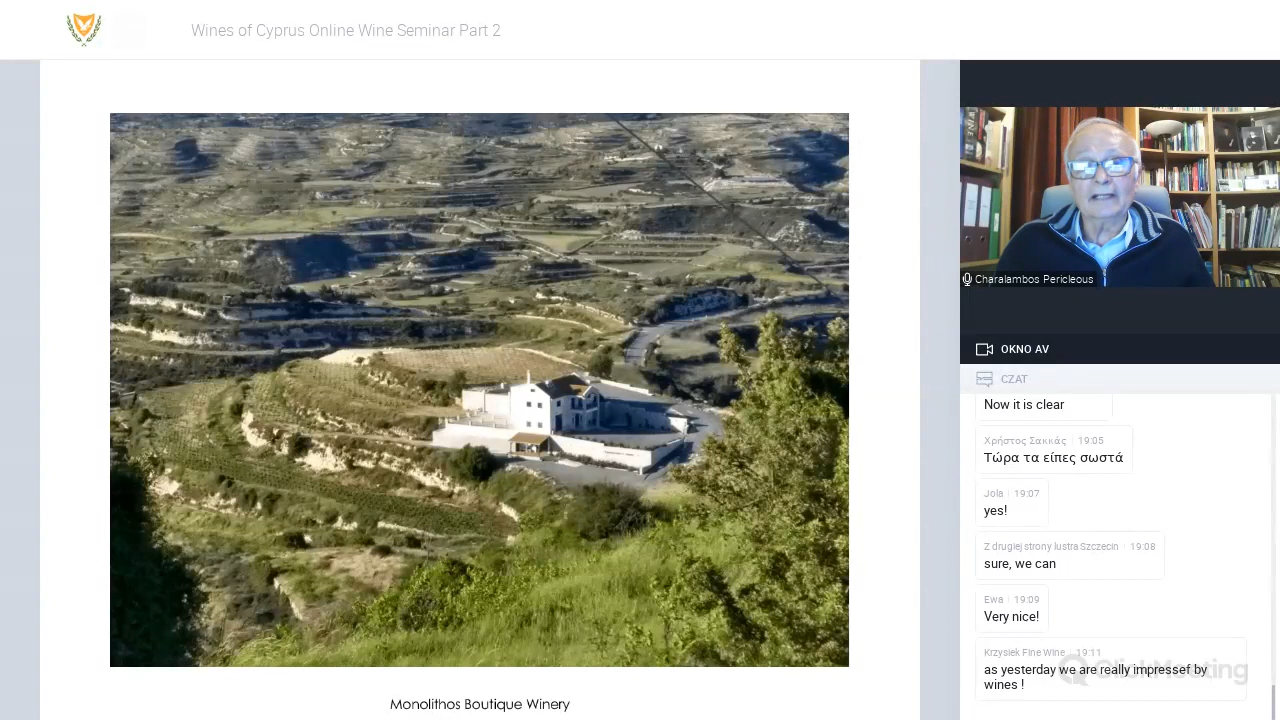 Wines of Cyprus Online Wine Seminar Part 2
Charalambos Pericleous
OKNO AV
CZAT
Now it is clear
Χρήστος Σακκάς 19:05
Τώρα τα είπες σωστά
Jola 19:07
yes!
Z drugiej strony lustra Szczecin 19:08
sure, we can
Ewa 19:09
Very nice!
Krzysiek Fine Wine 19:11
as yesterday we are really impressef by
wines !
ClickMeeting
Monolithos Boutique Winery